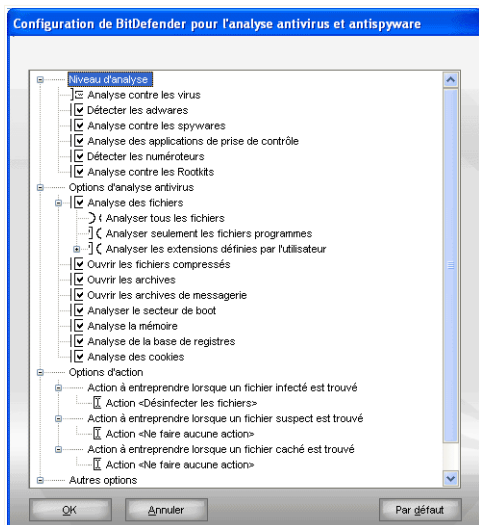 Configuration de BitDefender pour l'analyse antivirus et antispyware
Niveau d'analyse
Analyse contre les virus
Détecter les adwares
Analyse contre les spywares
Analyse des applications de prise de contrôle
Détecter les numéroteurs
Analyse contre les Rootkits
Options d'analyse antivirus
Analyse des fichiers
Analyser tous les fichiers
Analyser seulement les fichiers programmes
Analyser les extensions définies par l'utilisateur
Ouvrir les fichiers compressés
Ouvrir les archives
Ouvrir les archives de messagerie
Analyser le secteur de boot
Analyse la mémoire
Analyse de la base de registres
Analyse des cookies
Options d'action
Action à entreprendre lorsque un fichier infecté est trouvé
Action <Désinfecter les fichiers>
Action à entreprendre lorsque un fichier suspect est trouvé
Action <Ne faire aucune action>
Action à entreprendre lorsque un fichier caché est trouvé
Action <Ne faire aucune action>
Autres options
OK Annuler Par défaut